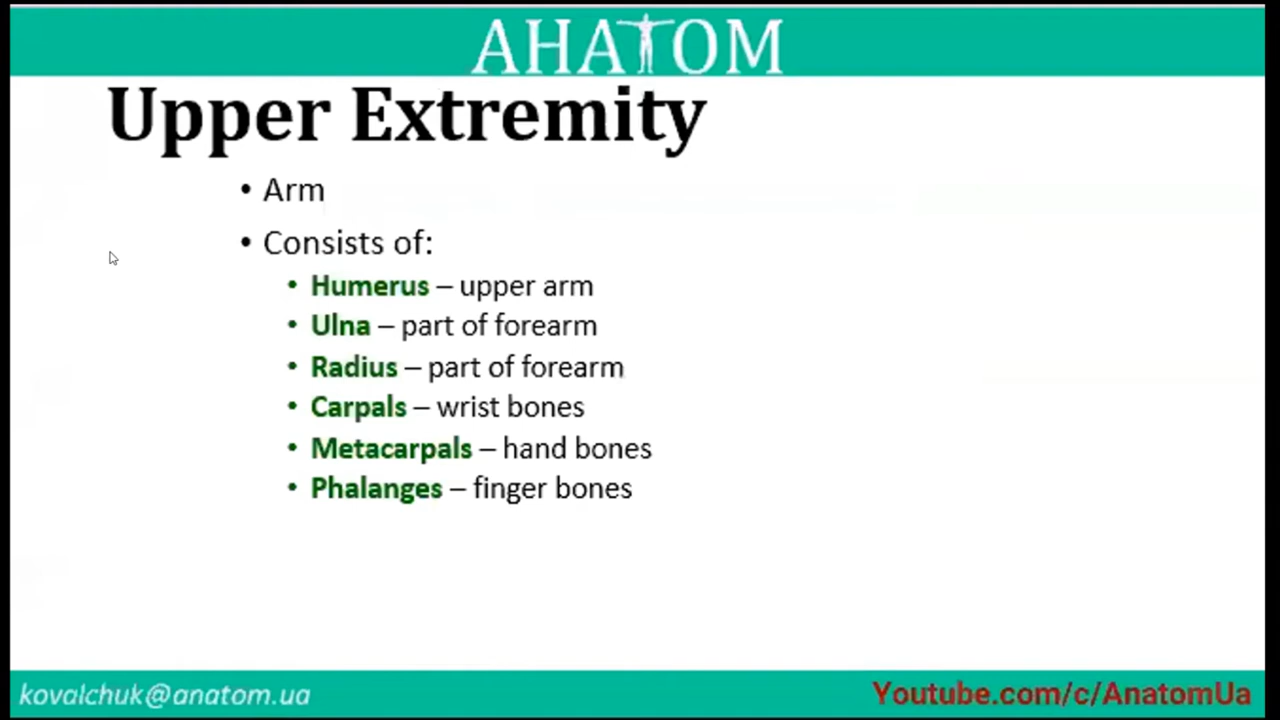 АНАТОМ
Upper Extremity
• Arm
• Consists of:
• Humerus – upper arm
• Ulna – part of forearm
• Radius – part of forearm
• Carpals – wrist bones
• Metacarpals – hand bones
• Phalanges – finger bones
kovalchuk@anatom.ua
Youtube.com/c/AnatomUa